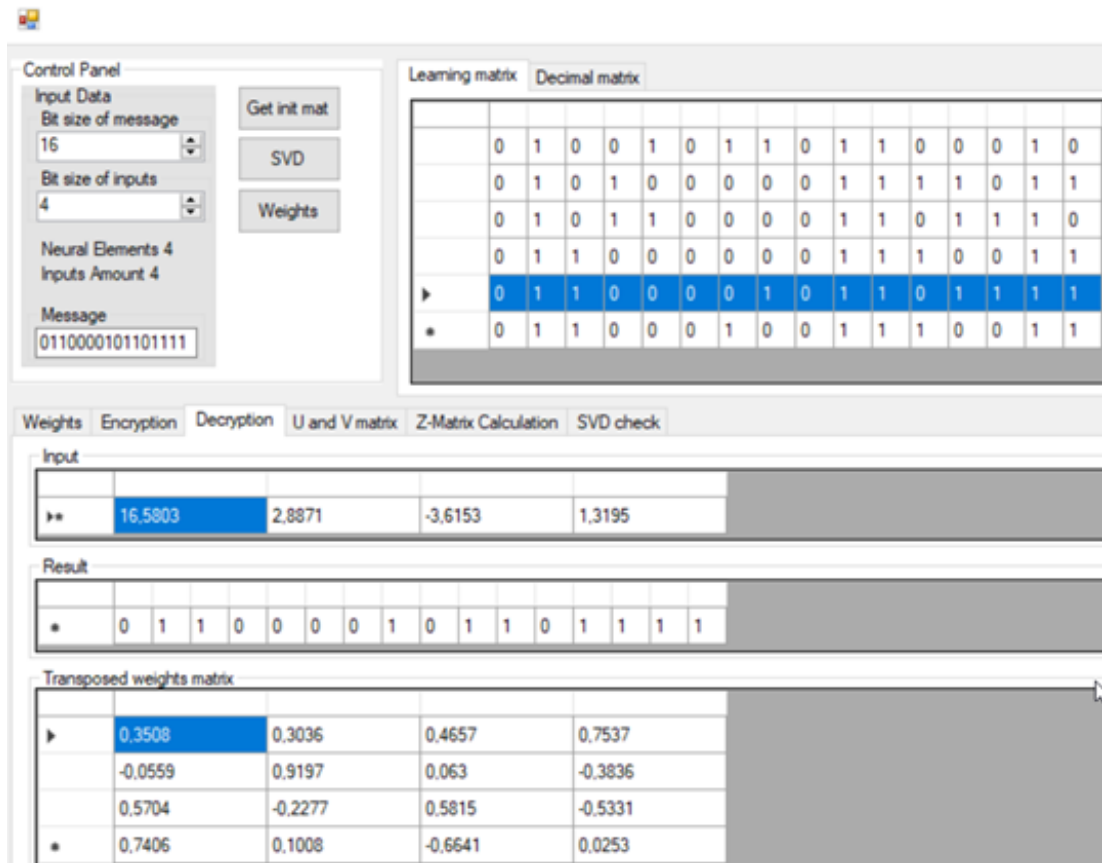 Control Panel
Input Data
Bit size of message
16
Bit size of inputs
4
Neural Elements 4
Inputs Amount 4
Message
0110000101101111
Get init mat
SVD
Weights
Learning matrix Decimal matrix
0 1 0 0 1 0 1 1 0 1 1 0 0 0 1 0
0 1 0 1 0 0 0 0 0 1 1 1 1 0 1 1
0 1 0 1 1 0 0 0 0 1 1 0 1 1 1 0
0 1 1 0 0 0 0 0 0 1 1 1 0 0 1 1
0 1 1 0 0 0 0 1 0 1 1 0 1 1 1 1
0 1 1 0 0 0 1 0 0 1 1 1 0 0 1 1
Weights Encryption Decryption U and V matrix Z-Matrix Calculation SVD check
Input
16,5803 2,8871 -3,6153 1,3195
Result
0 1 1 0 0 0 0 1 0 1 1 0 1 1 1 1
Transposed weights matrix
0,3508 0,3036 0,4657 0,7537
-0,0559 0,9197 0,063 -0,3836
0,5704 -0,2277 0,5815 -0,5331
0,7406 0,1008 -0,6641 0,0253